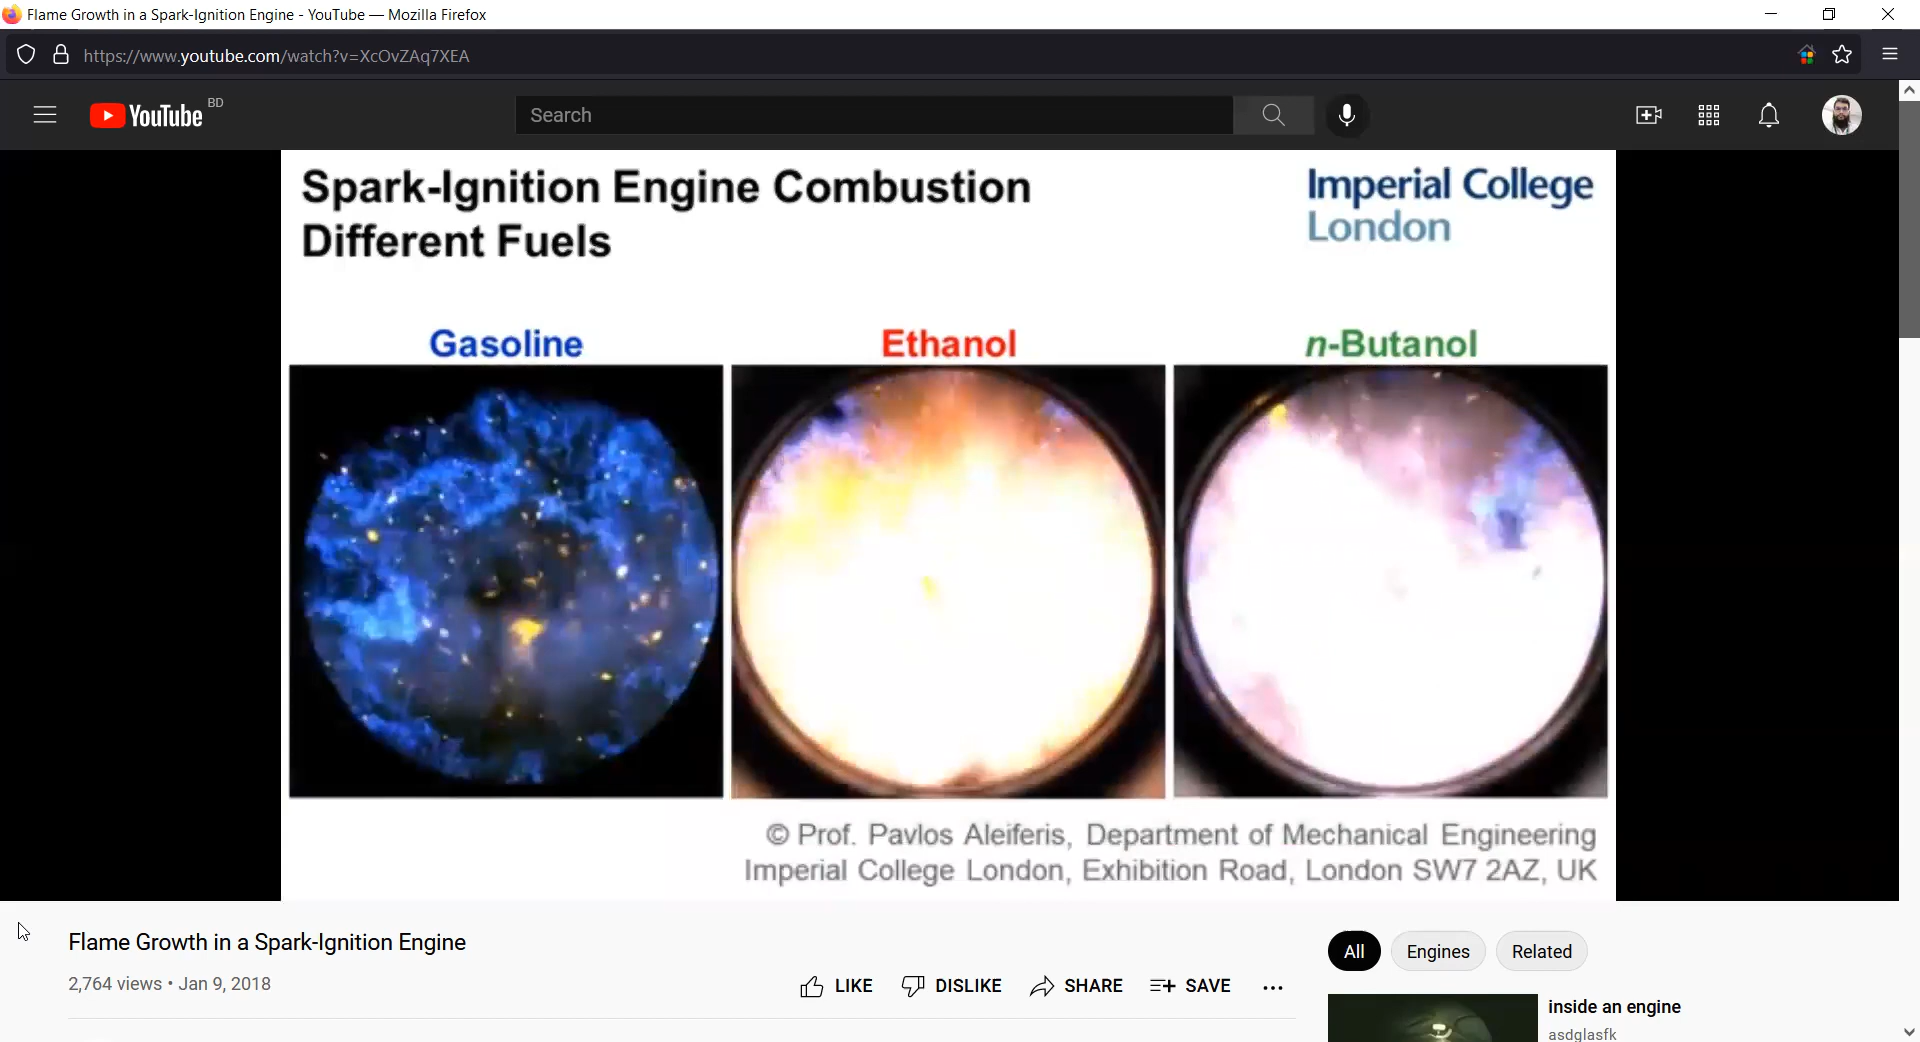 Flame Growth in a Spark-Ignition Engine - YouTube — Mozilla Firefox
https://www.youtube.com/watch?v=XcOvZAq7XEA
YouTube BD
Search
Spark-Ignition Engine Combustion
Different Fuels
Imperial College
London
Gasoline
Ethanol
n-Butanol
© Prof. Pavlos Aleiferis, Department of Mechanical Engineering
Imperial College London, Exhibition Road, London SW7 2AZ, UK
Flame Growth in a Spark-Ignition Engine
2,764 views • Jan 9, 2018
LIKE
DISLIKE
SHARE
SAVE
All
Engines
Related
inside an engine
asdglasfk